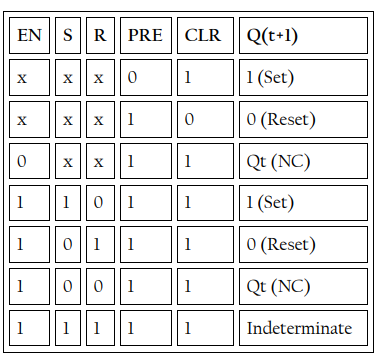 EN S R PRE CLR Q(t+1)
x x x 0 1 1 (Set)
x x x 1 0 0 (Reset)
0 x x 1 1 Qt (NC)
1 1 0 1 1 1 (Set)
1 0 1 1 1 0 (Reset)
1 0 0 1 1 Qt (NC)
1 1 1 1 1 Indeterminate